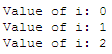 Value of i: 0
Value of i: 1
Value of i: 2